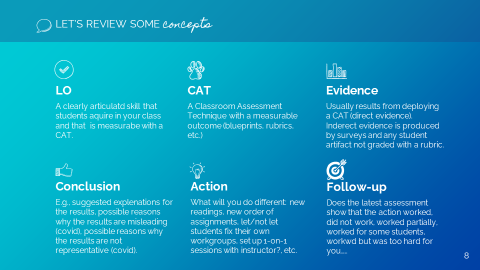 LET'S REVIEW SOME concepts
LO
A clearly articulatd skill that
students aquire in your class
and that is measurabe with a
CAT.
CAT
A Classroom Assessment
Technique with a measurable
outcome (blueprints, rubrics,
etc.)
Evidence
Usually results from deploying
a CAT (direct evidence).
Inderect evidence is produced
by surveys and any student
artifact not graded with a rubric.
Conclusion
E.g., suggested explenations for
the results, possible reasons
why the results are misleading
(covid), possible reasons why
the results are not
representative (covid).
Action
What will you do different: new
readings, new order of
assignments, let/not let
students fix their own
workgroups, set up 1-on-1
sessions with instructor?, etc.
Follow-up
Does the latest assessment
show that the action worked,
did not work, worked partially,
worked for some students,
workwd but was too hard for
you,...
8